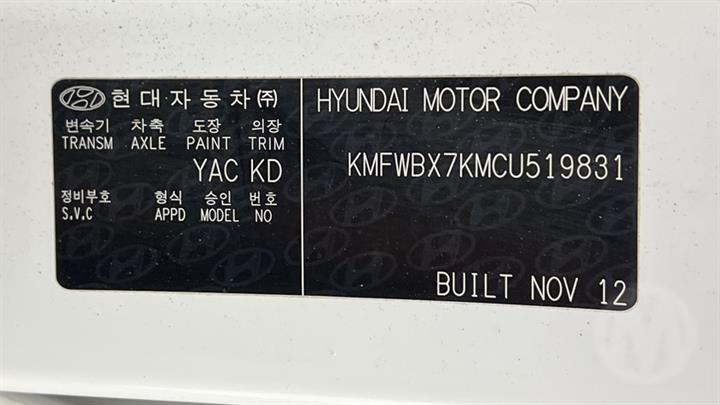 현대자동차㈜
변속기 차축 도장 의장
TRANSM AXLE PAINT TRIM
YAC KD
정비부호 형식 승인 번호
S.V.C APPD MODEL NO
HYUNDAI MOTOR COMPANY
KMFWBX7KMCU519831
BUILT NOV 12